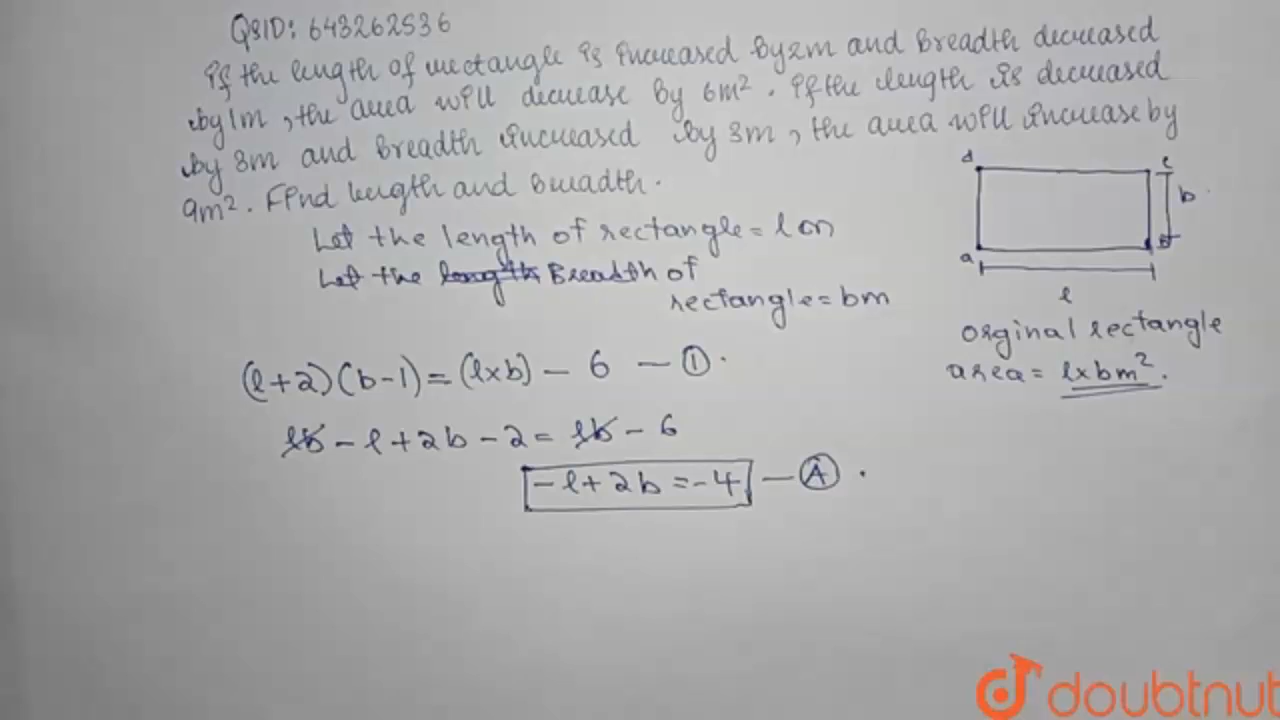 QSID: 643262536
If the length of rectangle is increased by 2m and Breadth decreased
by 1m, the area will decrease by 6m². If the length is decreased
by 3m and Breadth increased by 3m, the area will increase by
9m². Find length and Breadth.
Let the length of rectangle = l m
Let the length Breadth of
rectangle = bm
(l+2)(b-1) = (l×b) - 6 — ①.
lb - l + 2b - 2 = lb - 6
-l + 2b = -4 — Ⓐ .
d c
b
a B
l
orginal rectangle
area = l×bm².
doubtnut